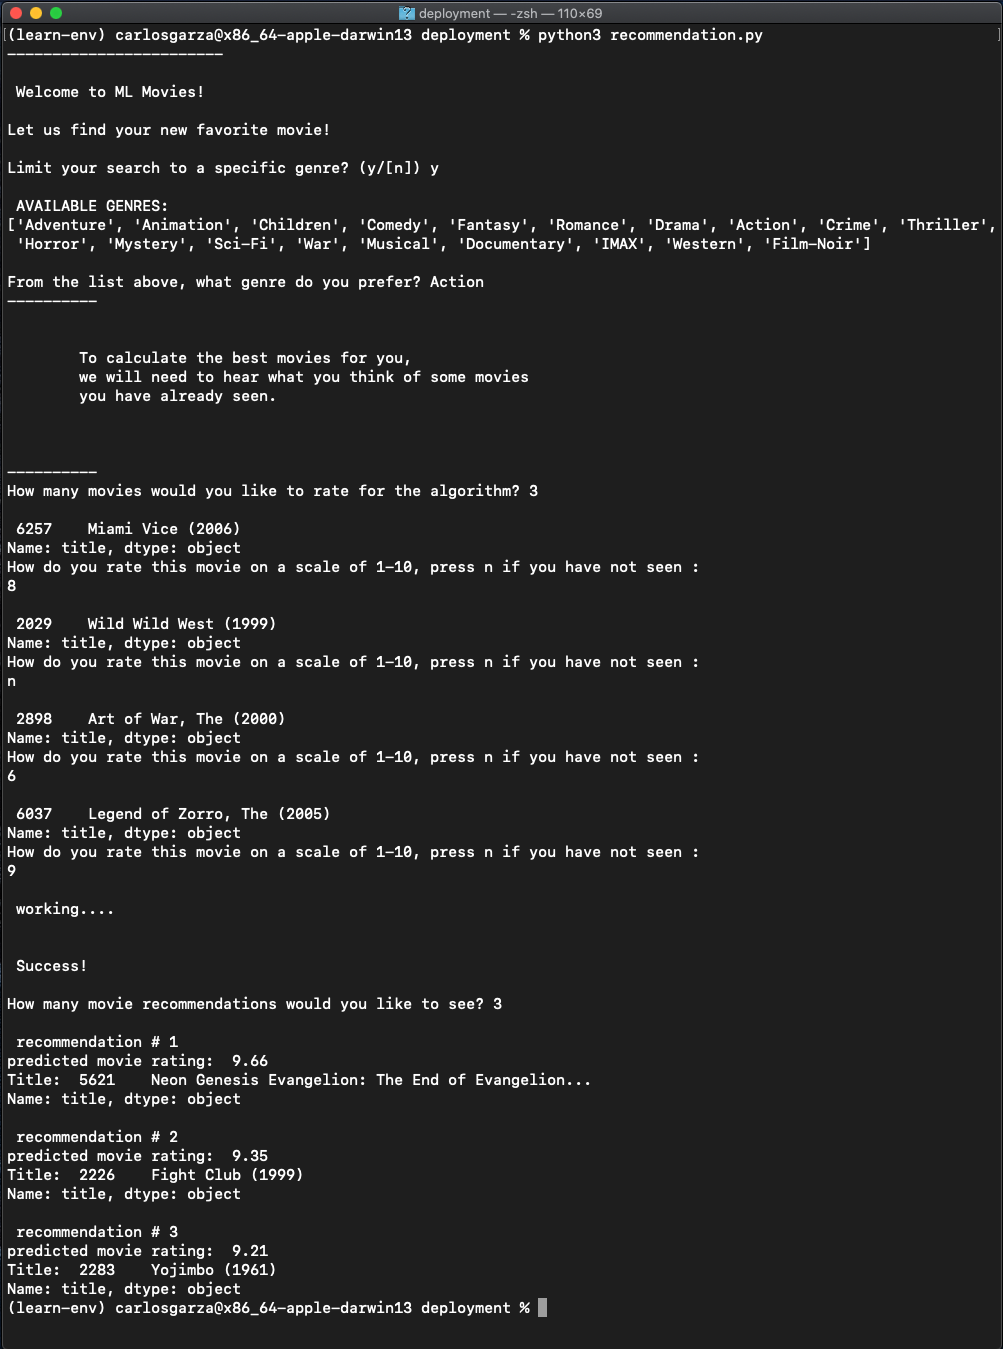 deployment — -zsh — 110×69
(learn-env) carlosgarza@x86_64-apple-darwin13 deployment % python3 recommendation.py
------------------------
Welcome to ML Movies!
Let us find your new favorite movie!
Limit your search to a specific genre? (y/[n]) y
AVAILABLE GENRES:
['Adventure', 'Animation', 'Children', 'Comedy', 'Fantasy', 'Romance', 'Drama', 'Action', 'Crime', 'Thriller',
'Horror', 'Mystery', 'Sci-Fi', 'War', 'Musical', 'Documentary', 'IMAX', 'Western', 'Film-Noir']
From the list above, what genre do you prefer? Action
----------
To calculate the best movies for you,
we will need to hear what you think of some movies
you have already seen.
----------
How many movies would you like to rate for the algorithm? 3
6257    Miami Vice (2006)
Name: title, dtype: object
How do you rate this movie on a scale of 1-10, press n if you have not seen :
8
2029    Wild Wild West (1999)
Name: title, dtype: object
How do you rate this movie on a scale of 1-10, press n if you have not seen :
n
2898    Art of War, The (2000)
Name: title, dtype: object
How do you rate this movie on a scale of 1-10, press n if you have not seen :
6
6037    Legend of Zorro, The (2005)
Name: title, dtype: object
How do you rate this movie on a scale of 1-10, press n if you have not seen :
9
working....
Success!
How many movie recommendations would you like to see? 3
recommendation # 1
predicted movie rating:  9.66
Title:  5621    Neon Genesis Evangelion: The End of Evangelion...
Name: title, dtype: object
recommendation # 2
predicted movie rating:  9.35
Title:  2226    Fight Club (1999)
Name: title, dtype: object
recommendation # 3
predicted movie rating:  9.21
Title:  2283    Yojimbo (1961)
Name: title, dtype: object
(learn-env) carlosgarza@x86_64-apple-darwin13 deployment %